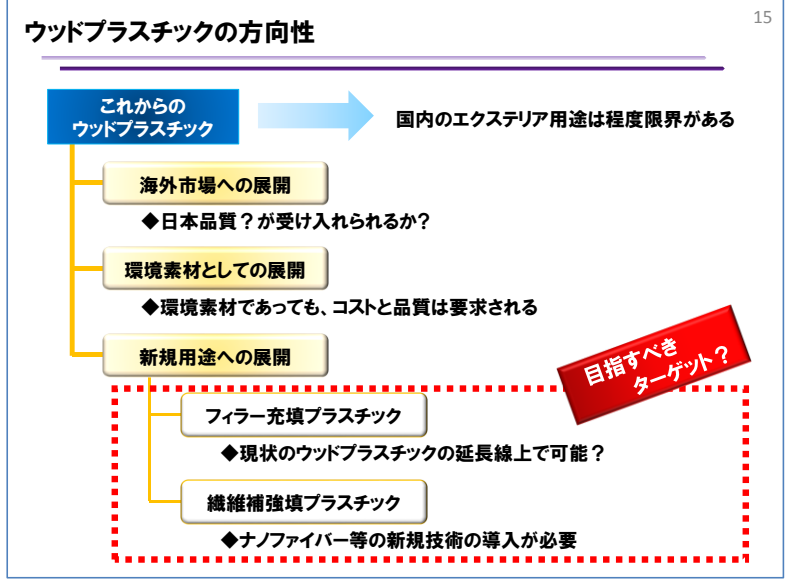 15
ウッドプラスチックの方向性
これからの
ウッドプラスチック
国内のエクステリア用途は程度限界がある
海外市場への展開
◆日本品質？が受け入れられるか？
環境素材としての展開
◆環境素材であっても、コストと品質は要求される
新規用途への展開
目指すべき
ターゲット？
フィラー充填プラスチック
◆現状のウッドプラスチックの延長線上で可能？
繊維補強填プラスチック
◆ナノファイバー等の新規技術の導入が必要